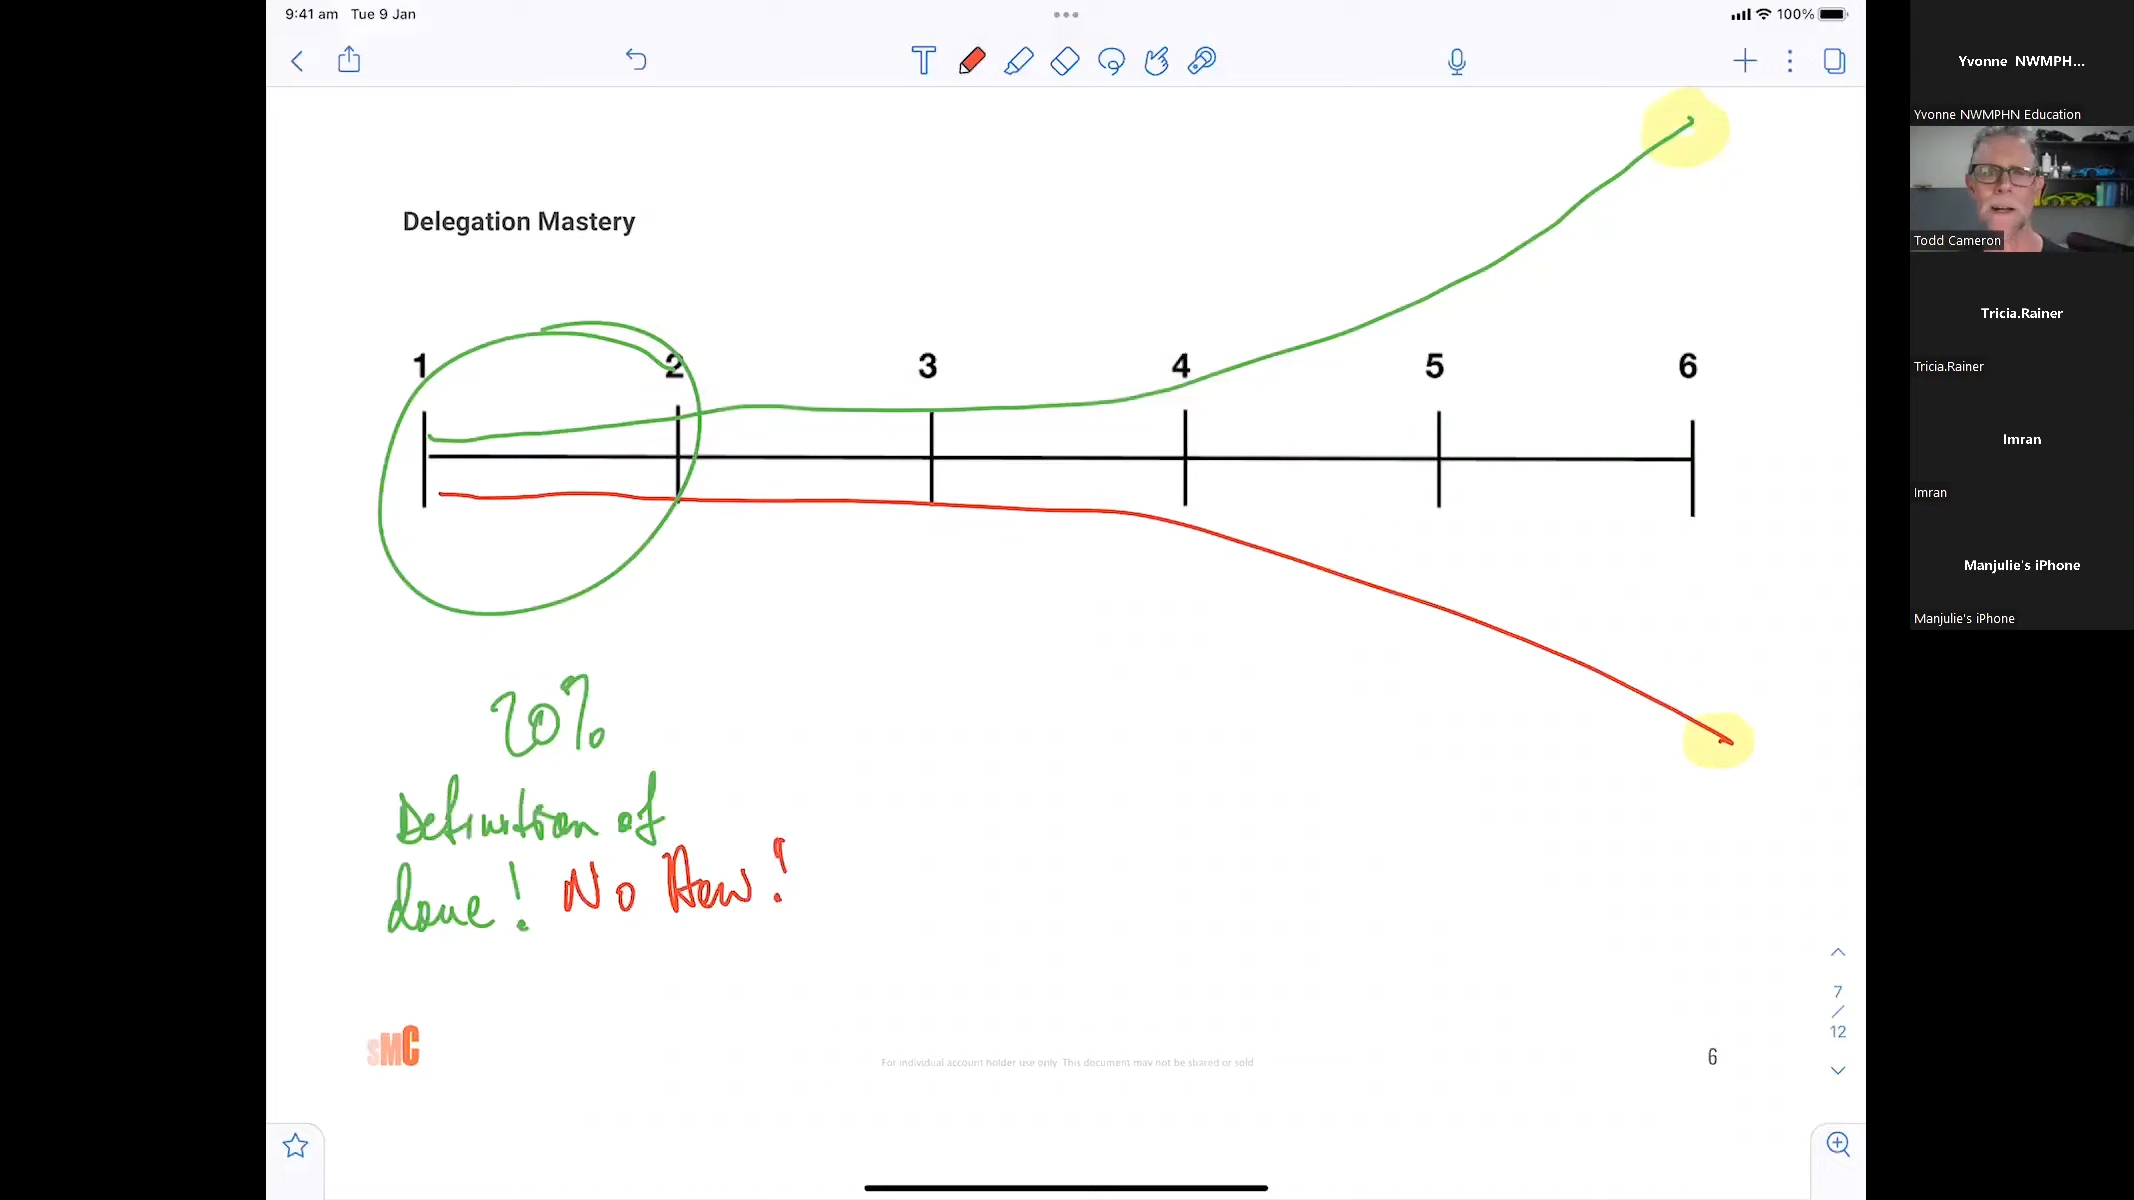 9:41 am Tue 9 Jan
100%
Delegation Mastery
1 2 3 4 5 6
20%
Definition of
done! No How!
sMC
For individual account holder use only. This document may not be shared or sold
6
7
/
12
Yvonne NWMPH...
Yvonne NWMPHN Education
Todd Cameron
Tricia.Rainer
Tricia.Rainer
Imran
Imran
Manjulie's iPhone
Manjulie's iPhone